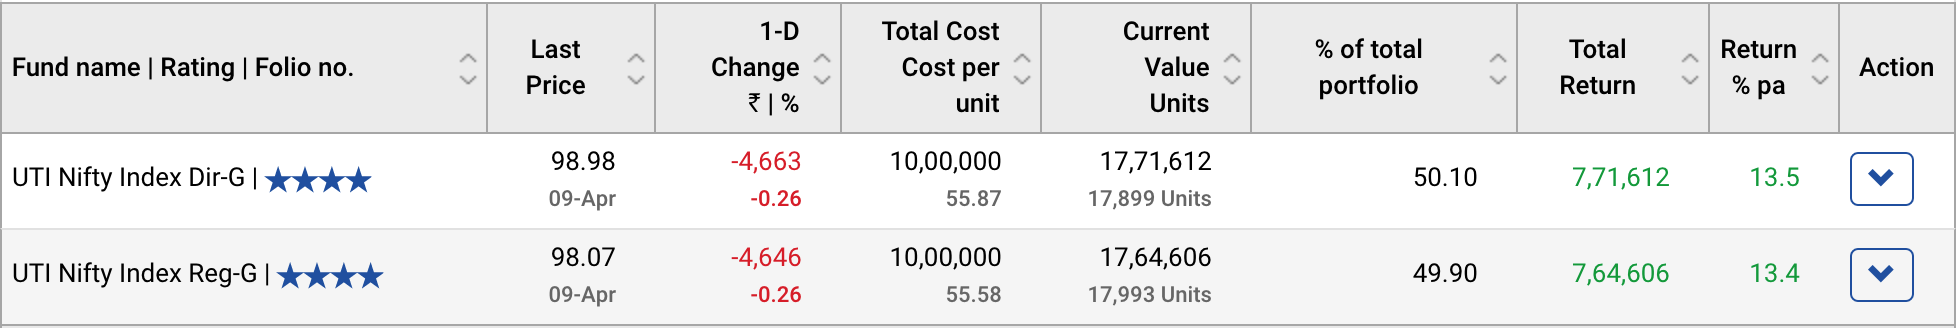 Fund name | Rating | Folio no.
Last
Price
1-D
Change
₹ | %
Total Cost
Cost per
unit
Current
Value
Units
% of total
portfolio
Total
Return
Return
% pa
Action
UTI Nifty Index Dir-G |
98.98
09-Apr
-4,663
-0.26
10,00,000
55.87
17,71,612
17,899 Units
50.10
7,71,612
13.5
UTI Nifty Index Reg-G |
98.07
09-Apr
-4,646
-0.26
10,00,000
55.58
17,64,606
17,993 Units
49.90
7,64,606
13.4